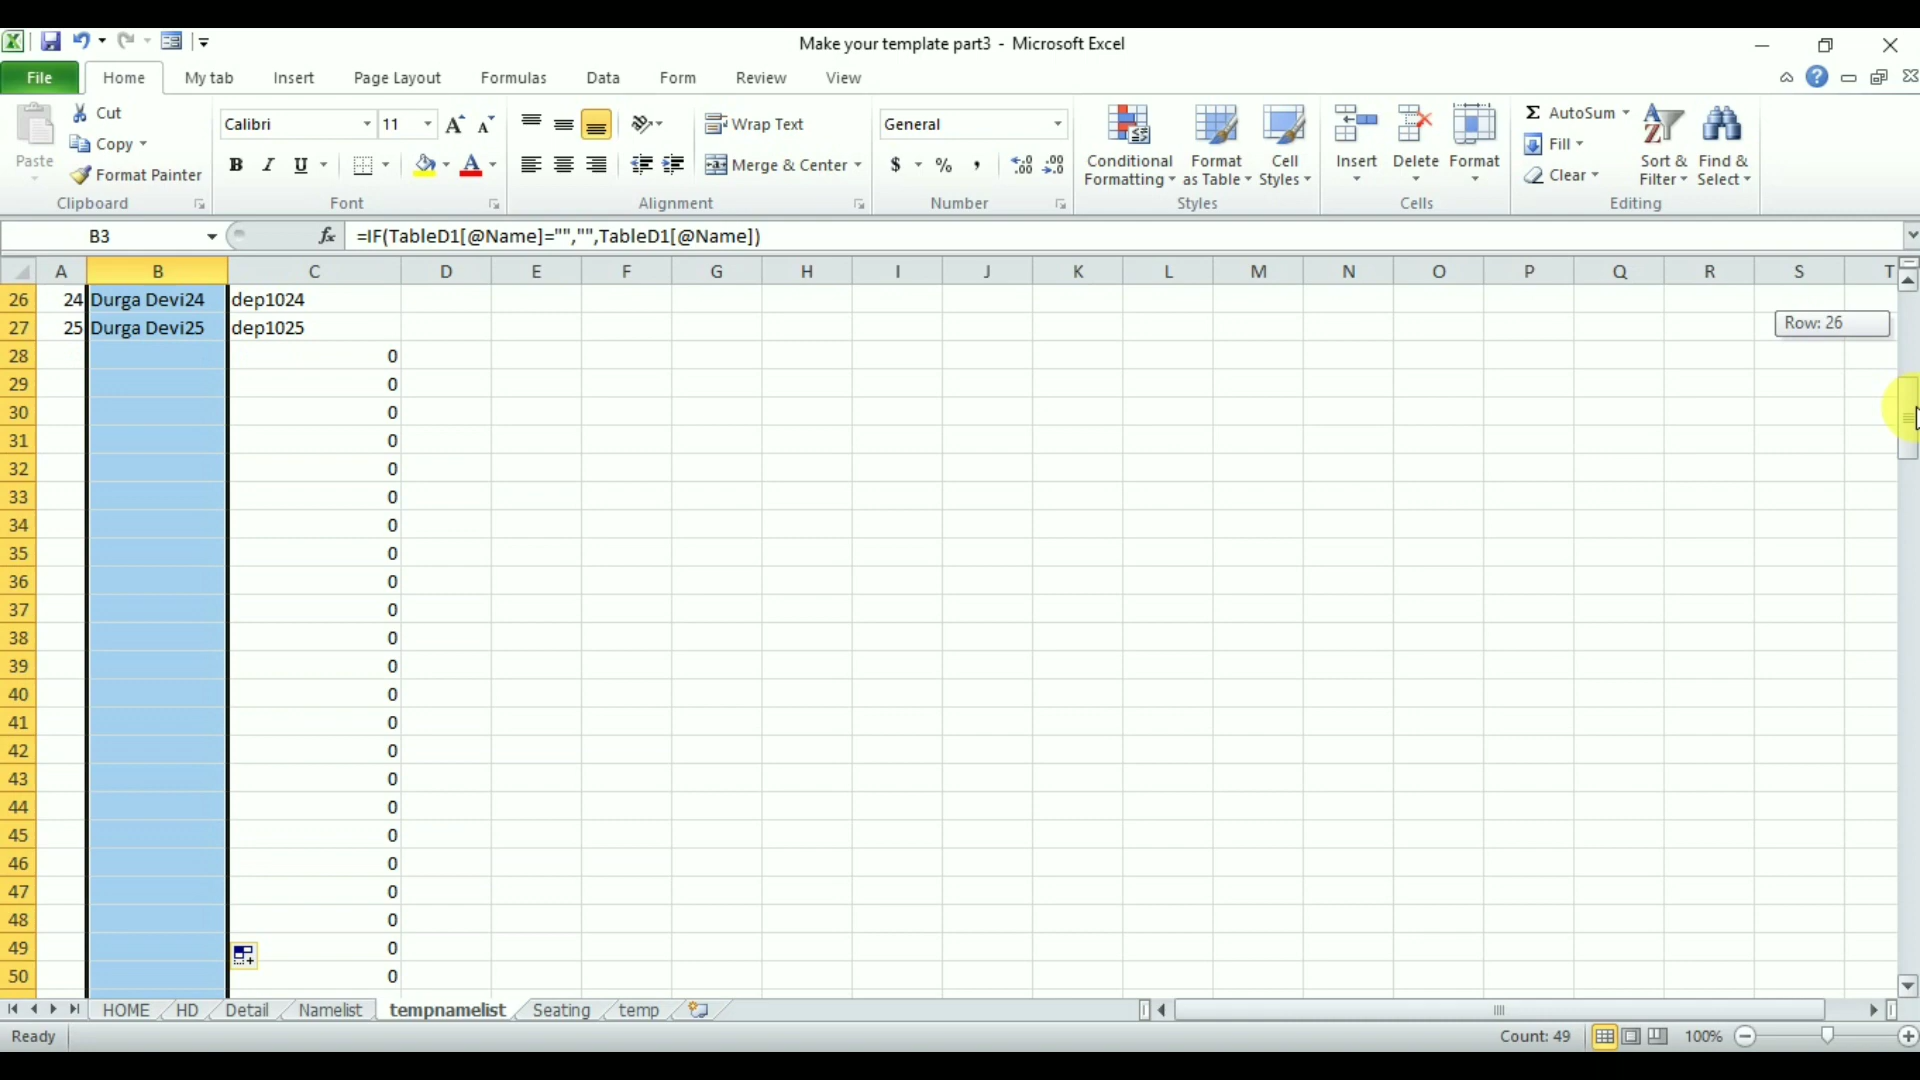 Make your template part3 - Microsoft Excel
File Home My tab Insert Page Layout Formulas Data Form Review View
Paste Cut Copy Format Painter
Calibri 11
B I U A
Wrap Text
Merge & Center
General
$ % ,
Conditional Formatting Format as Table Cell Styles
Insert Delete Format
Σ AutoSum Fill Clear
Sort & Filter Find & Select
Clipboard Font Alignment Number Styles Cells Editing
B3 fx =IF(TableD1[@Name]="","",TableD1[@Name])
A B C D E F G H I J K L M N O P Q R S T
26 24 Durga Devi24 dep1024
27 25 Durga Devi25 dep1025
Row: 26
28 0
29 0
30 0
31 0
32 0
33 0
34 0
35 0
36 0
37 0
38 0
39 0
40 0
41 0
42 0
43 0
44 0
45 0
46 0
47 0
48 0
49 0
50 0
HOME HD Detail Namelist tempnamelist Seating temp
Ready Count: 49 100%